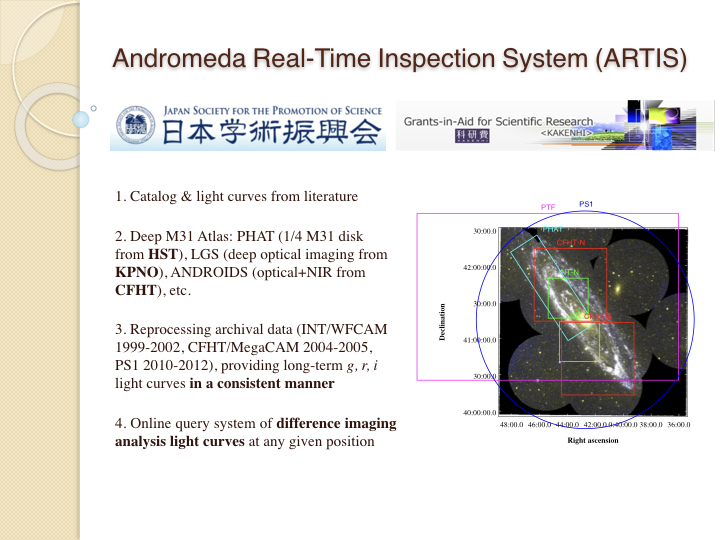 Andromeda Real-Time Inspection System (ARTIS)
JAPAN SOCIETY FOR THE PROMOTION OF SCIENCE
日本学術振興会
Grants-in-Aid for Scientific Research
科研費 <KAKENHI>
1. Catalog & light curves from literature
2. Deep M31 Atlas: PHAT (1/4 M31 disk
from HST), LGS (deep optical imaging from
KPNO), ANDROIDS (optical+NIR from
CFHT), etc.
3. Reprocessing archival data (INT/WFCAM
1999-2002, CFHT/MegaCAM 2004-2005,
PS1 2010-2012), providing long-term g, r, i
light curves in a consistent manner
4. Online query system of difference imaging
analysis light curves at any given position
PTF
PS1
PHAT
CFHT-N
30:00.0
42:00:00.0
30:00.0
41:00:00.0
30:00.0
40:00:00.0
Declination
48:00.0 46:00.0 44:00.0 42:00.0 0:40:00.0 38:00.0 36:00.0
Right ascension